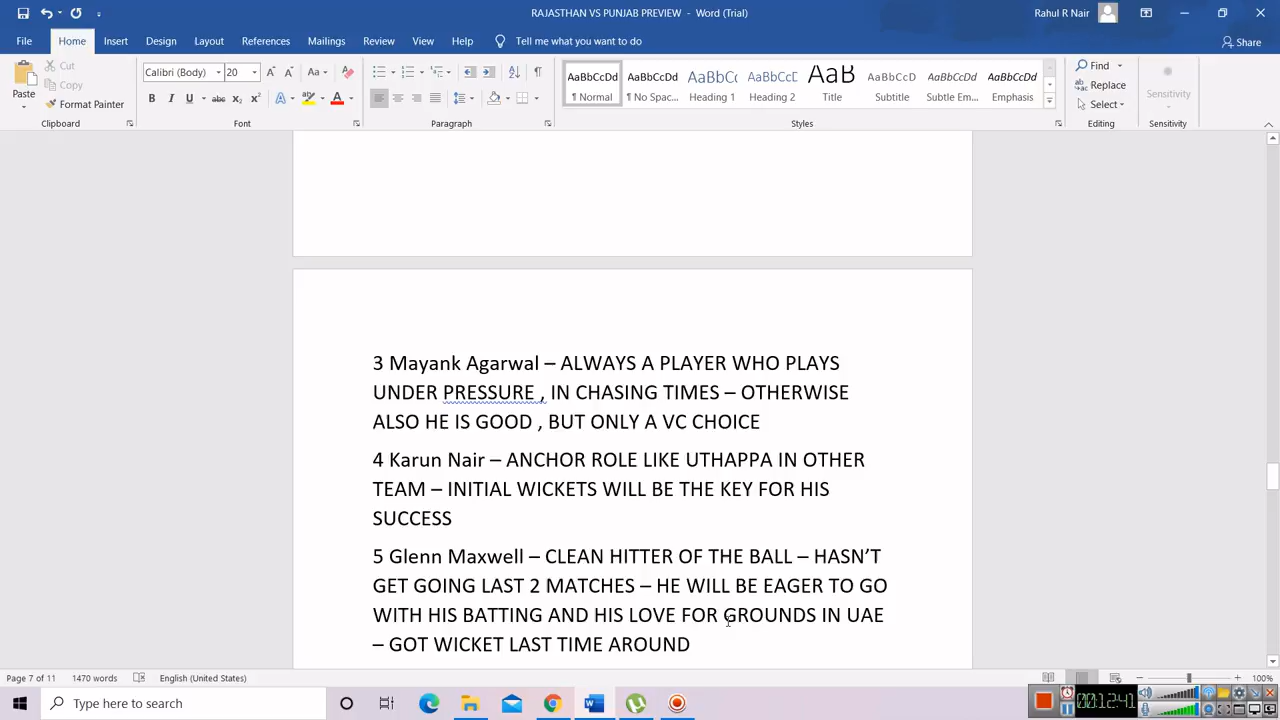 RAJASTHAN VS PUNJAB PREVIEW - Word (Trial)
Rahul R Nair
File Home Insert Design Layout References Mailings Review View Help Tell me what you want to do Share
Paste Cut Copy Format Painter
Calibri (Body) 20 Aa
B I U abc X₂ X² A A
AaBbCcDd AaBbCcDd AaBbCc AaBbCcE AaB AaBbCcD AaBbCcDd AaBbCcDd
¶ Normal ¶ No Spac... Heading 1 Heading 2 Title Subtitle Subtle Em... Emphasis
Find Replace Select
Sensitivity
Clipboard Font Paragraph Styles Editing Sensitivity
3 Mayank Agarwal – ALWAYS A PLAYER WHO PLAYS
UNDER PRESSURE , IN CHASING TIMES – OTHERWISE
ALSO HE IS GOOD , BUT ONLY A VC CHOICE
4 Karun Nair – ANCHOR ROLE LIKE UTHAPPA IN OTHER
TEAM – INITIAL WICKETS WILL BE THE KEY FOR HIS
SUCCESS
5 Glenn Maxwell – CLEAN HITTER OF THE BALL – HASN'T
GET GOING LAST 2 MATCHES – HE WILL BE EAGER TO GO
WITH HIS BATTING AND HIS LOVE FOR GROUNDS IN UAE
– GOT WICKET LAST TIME AROUND
Page 7 of 11 1470 words English (United States) 100%
Type here to search
00:12:41